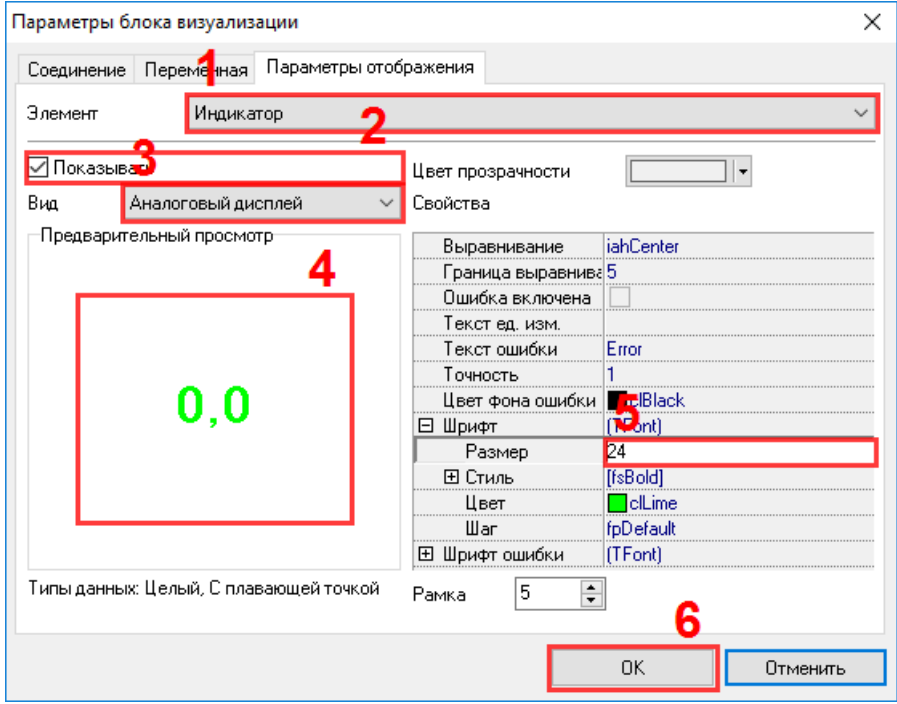 Параметры блока визуализации
Соединение Переменная Параметры отображения
1
Элемент Индикатор
2
Показывать
3
Цвет прозрачности
Вид Аналоговый дисплей
Свойства
Предварительный просмотр
4
0,0
Выравнивание iahCenter
Граница выравнива 5
Ошибка включена
Текст ед. изм.
Текст ошибки Error
Точность 1
Цвет фона ошибки clBlack
5
Шрифт (TFont)
Размер 24
Стиль [fsBold]
Цвет clLime
Шаг fpDefault
Шрифт ошибки (TFont)
Типы данных: Целый, С плавающей точкой
Рамка 5
6
OK Отменить